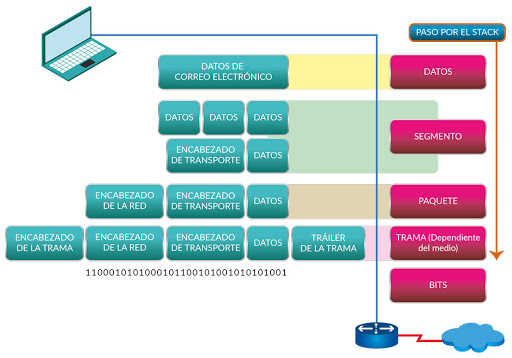 PASO POR EL STACK
DATOS DE
CORREO ELECTRÓNICO
DATOS
DATOS
DATOS
DATOS
SEGMENTO
ENCABEZADO
DE TRANSPORTE
DATOS
ENCABEZADO
DE LA RED
ENCABEZADO
DE TRANSPORTE
DATOS
PAQUETE
ENCABEZADO
DE LA TRAMA
ENCABEZADO
DE LA RED
ENCABEZADO
DE TRANSPORTE
DATOS
TRÁILER
DE LA TRAMA
TRAMA (Dependiente
del medio)
1100010101000101100101001010101001
BITS